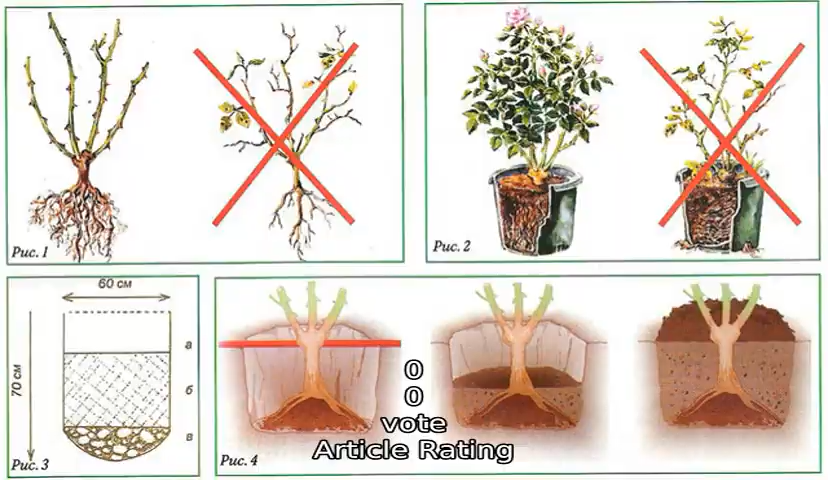 Рис. 1
Рис. 2
60 см
70 см
а
б
в
Рис. 3
Рис. 4
0
0
vote
Article Rating